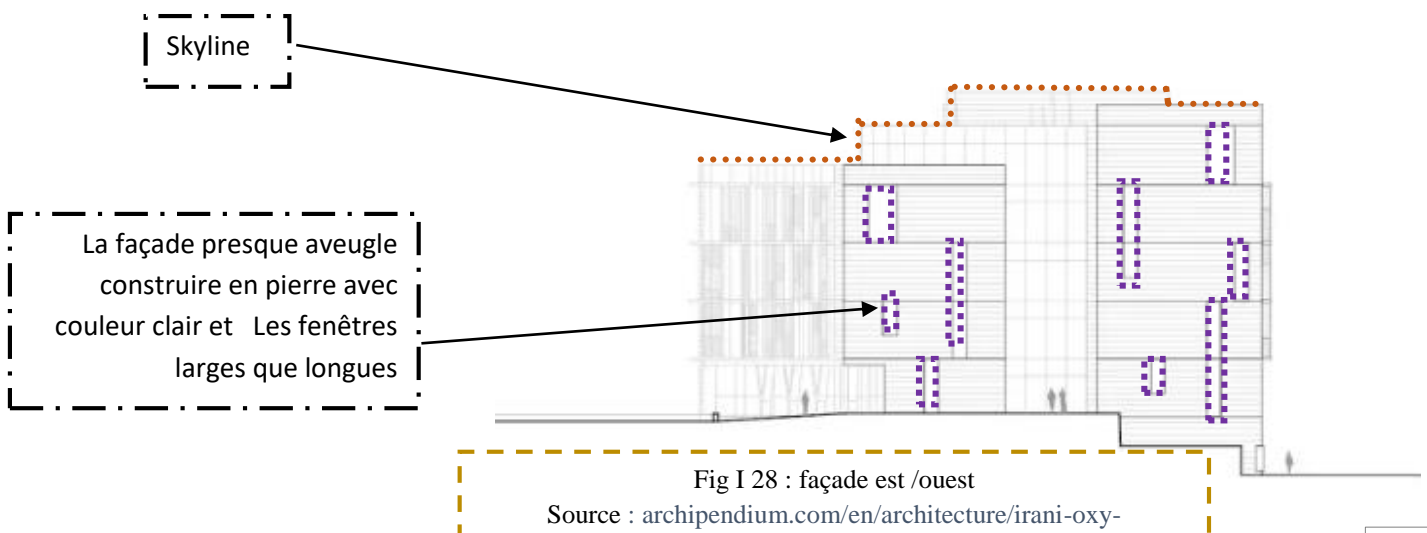 Skyline
La façade presque aveugle
construire en pierre avec
couleur clair et Les fenêtres
larges que longues
Fig I 28 : façade est /ouest
Source : archipendium.com/en/architecture/irani-oxy-